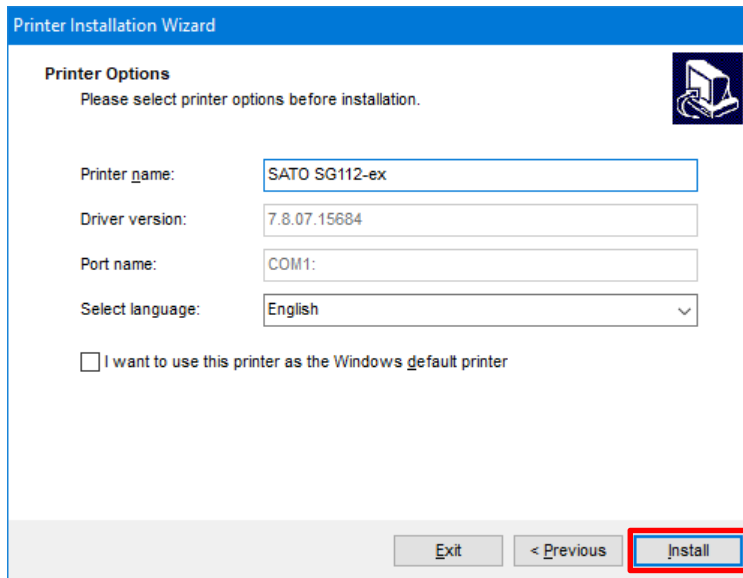 Printer Installation Wizard
Printer Options
Please select printer options before installation.
Printer name: SATO SG112-ex
Driver version: 7.8.07.15684
Port name: COM1:
Select language: English
I want to use this printer as the Windows default printer
Exit < Previous Install